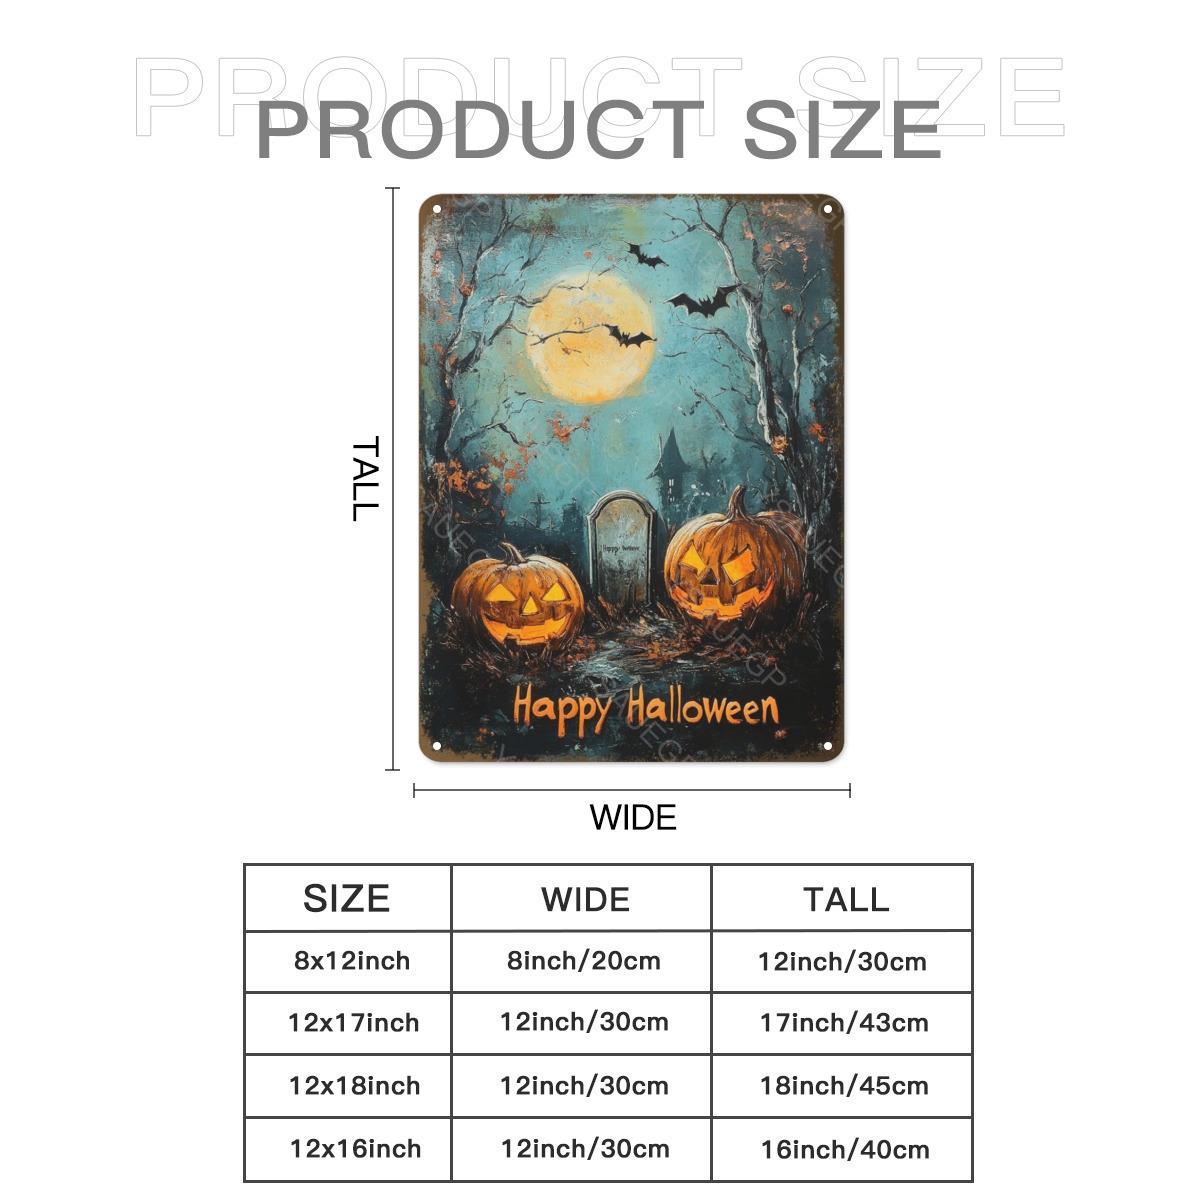 PRODUCT SIZE
PRODUCT SIZE
TALL
Happy
Happy Halloween
WIDE
SIZE WIDE TALL
8x12inch 8inch/20cm 12inch/30cm
12x17inch 12inch/30cm 17inch/43cm
12x18inch 12inch/30cm 18inch/45cm
12x16inch 12inch/30cm 16inch/40cm